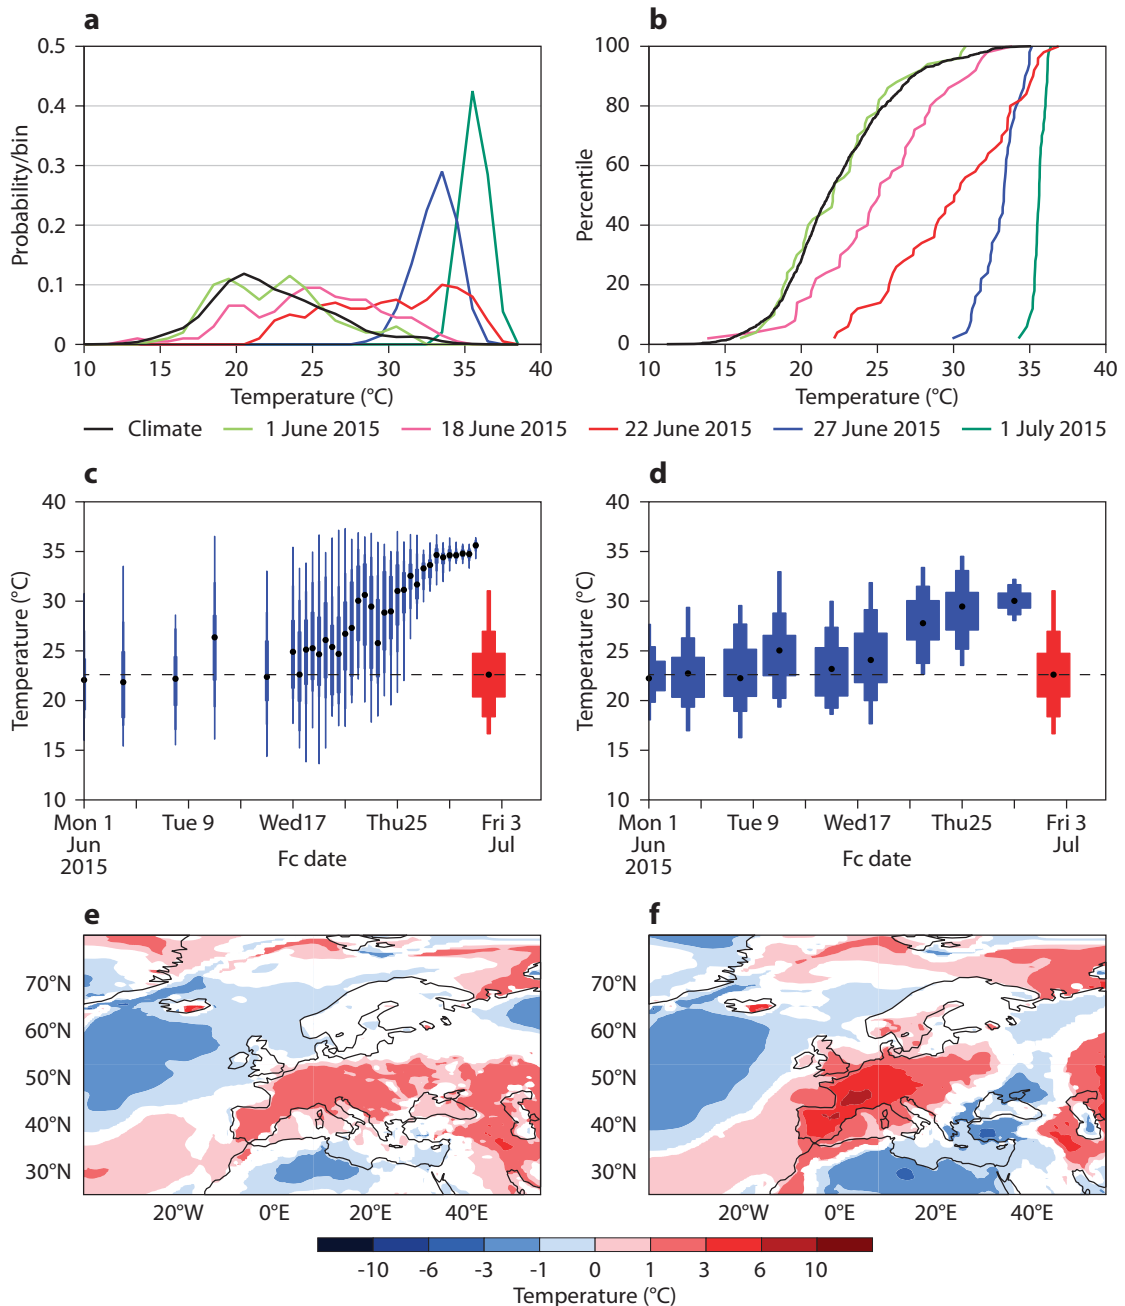 a
b
0.5
0.4
0.3
0.2
0.1
0
Probability/bin
10 15 20 25 30 35 40
Temperature (°C)
100
80
60
40
20
0
Percentile
10 15 20 25 30 35 40
Temperature (°C)
Climate 1 June 2015 18 June 2015 22 June 2015 27 June 2015 1 July 2015
c
d
40
35
30
25
20
15
10
Temperature (°C)
Mon 1 Tue 9 Wed17 Thu25 Fri 3
Jun Jul
2015
Fc date
40
35
30
25
20
15
10
Temperature (°C)
Mon 1 Tue 9 Wed17 Thu25 Fri 3
Jun Jul
2015
Fc date
e
f
70°N
60°N
50°N
40°N
30°N
20°W 0°E 20°E 40°E
70°N
60°N
50°N
40°N
30°N
20°W 0°E 20°E 40°E
-10 -6 -3 -1 0 1 3 6 10
Temperature (°C)